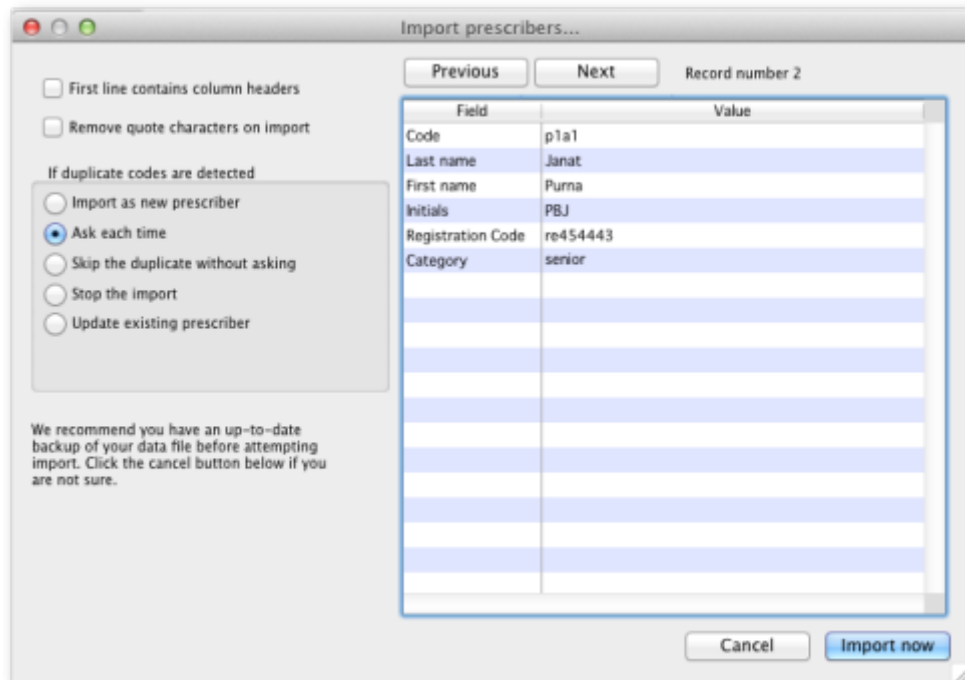 Import prescribers...
First line contains column headers
Remove quote characters on import
If duplicate codes are detected
Import as new prescriber
Ask each time
Skip the duplicate without asking
Stop the import
Update existing prescriber
We recommend you have an up-to-date
backup of your data file before attempting
import. Click the cancel button below if you
are not sure.
Previous Next Record number 2
Field Value
Code p1a1
Last name Janat
First name Purna
Initials PBJ
Registration Code re454443
Category senior
Cancel Import now